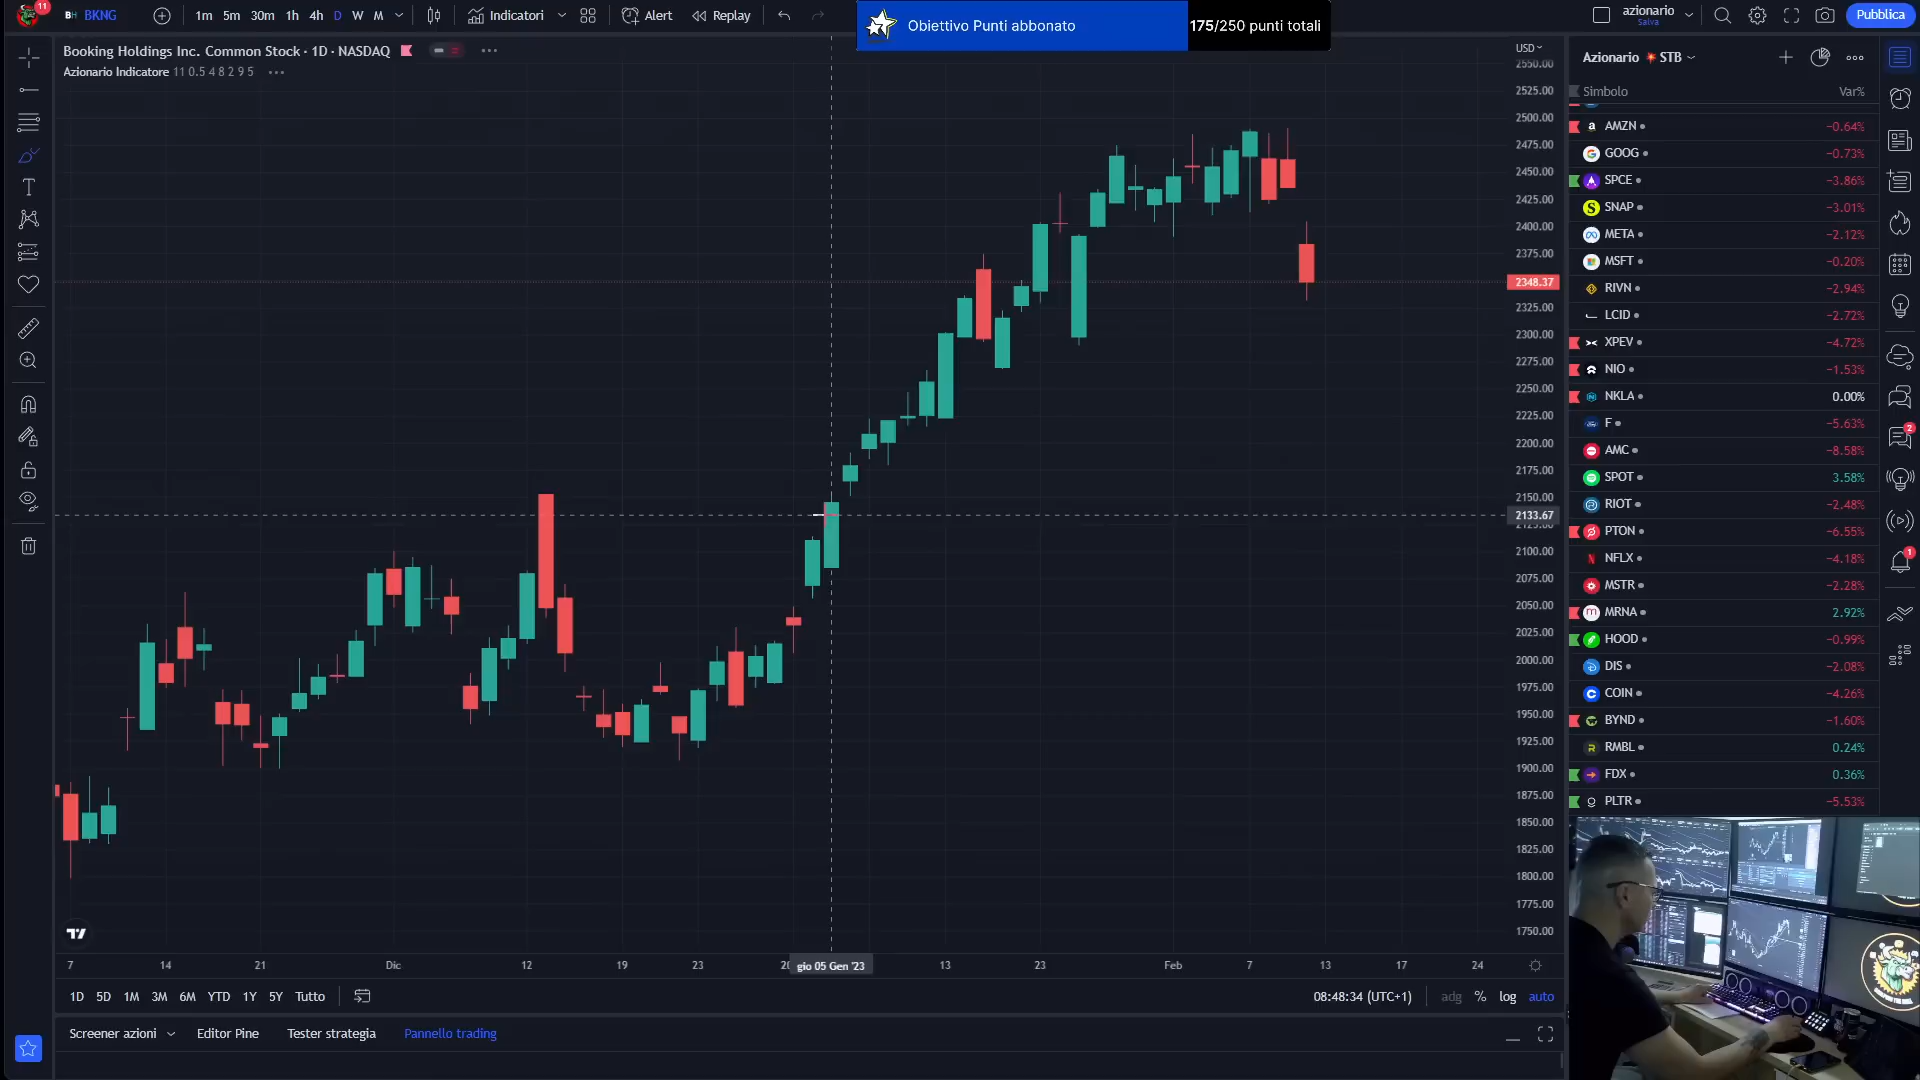 11 BKNG 1m 5m 30m 1h 4h D W M Indicatori Alert Replay
Obiettivo Punti abbonato 175/250 punti totali
azionario
Salva
Pubblica
Booking Holdings Inc. Common Stock · 1D · NASDAQ
Azionario Indicatore 11 0.5 4 8 2 9 5
USD
2550.00
2525.00
2500.00
2475.00
2450.00
2425.00
2400.00
2375.00
2348.37
2325.00
2300.00
2275.00
2250.00
2225.00
2200.00
2175.00
2150.00
2133.67
2100.00
2075.00
2050.00
2025.00
2000.00
1975.00
1950.00
1925.00
1900.00
1875.00
1850.00
1825.00
1800.00
1775.00
1750.00
7 14 21 Dic 12 19 23 gio 05 Gen '23 13 23 Feb 7 13 17 24
1D 5D 1M 3M 6M YTD 1Y 5Y Tutto
08:48:34 (UTC+1) adg % log auto
Screener azioni Editor Pine Tester strategia Pannello trading
Azionario STB
Simbolo Var%
AMZN −0.64%
GOOG −0.73%
SPCE −3.86%
SNAP −3.01%
META −2.12%
MSFT −0.20%
RIVN −2.94%
LCID −2.72%
XPEV −4.72%
NIO −1.53%
NKLA 0.00%
F −5.63%
AMC −8.58%
SPOT 3.58%
RIOT −2.48%
PTON −6.55%
NFLX −4.18%
MSTR −2.28%
MRNA 2.92%
HOOD −0.99%
DIS −2.08%
COIN −4.26%
BYND −1.60%
RMBL 0.24%
FDX 0.36%
PLTR −5.53%
2
1